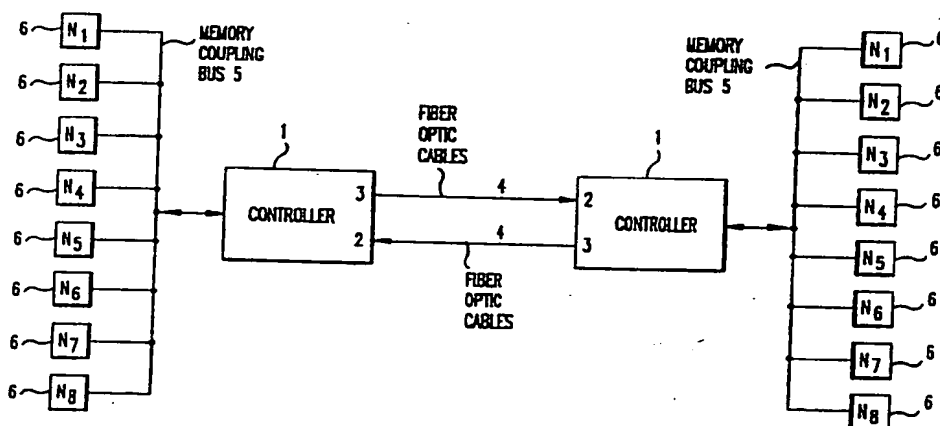 6 N1
MEMORY
COUPLING
BUS 5
6 N2
6 N3
6 N4
6 N5
6 N6
6 N7
6 N8
1
3
CONTROLLER
2
FIBER
OPTIC
CABLES
4
4
FIBER
OPTIC
CABLES
1
2
CONTROLLER
3
MEMORY
COUPLING
BUS 5
N1 6
N2 6
N3 6
N4 6
N5 6
N6 6
N7 6
N8 6